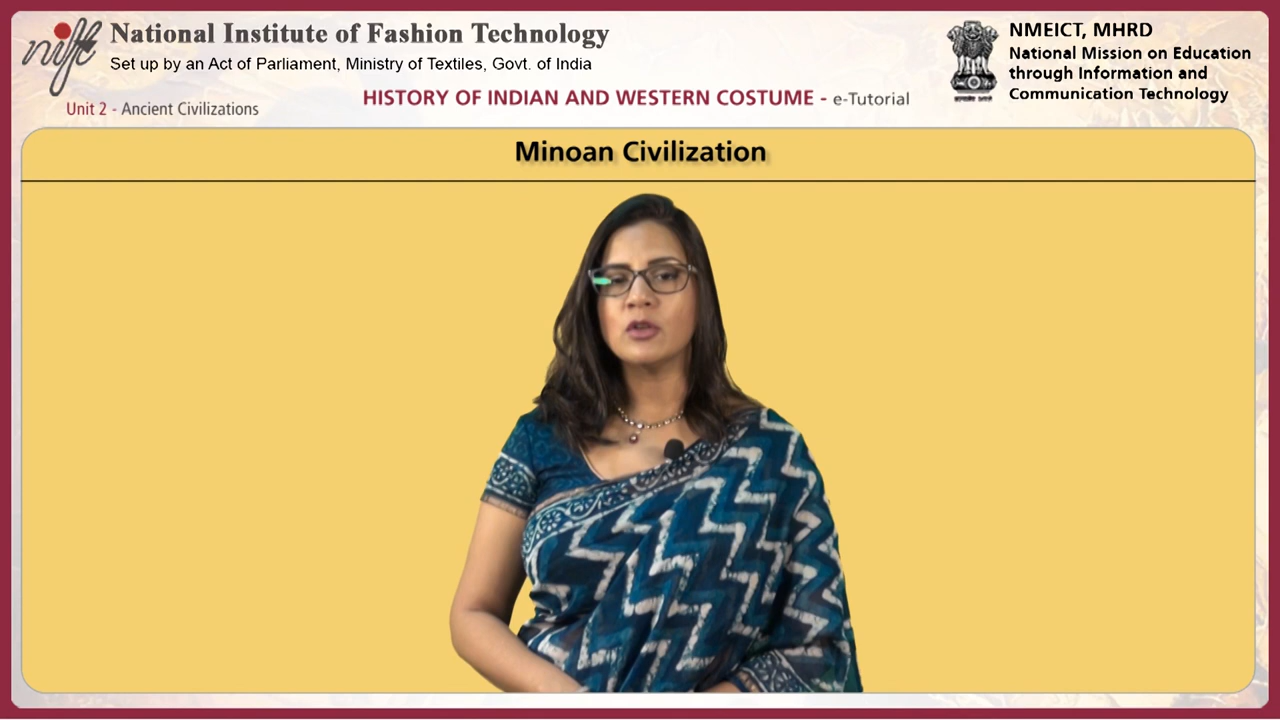 nift
National Institute of Fashion Technology
Set up by an Act of Parliament, Ministry of Textiles, Govt. of India
Unit 2 - Ancient Civilizations
HISTORY OF INDIAN AND WESTERN COSTUME - e-Tutorial
NMEICT, MHRD
National Mission on Education
through Information and
Communication Technology
Minoan Civilization